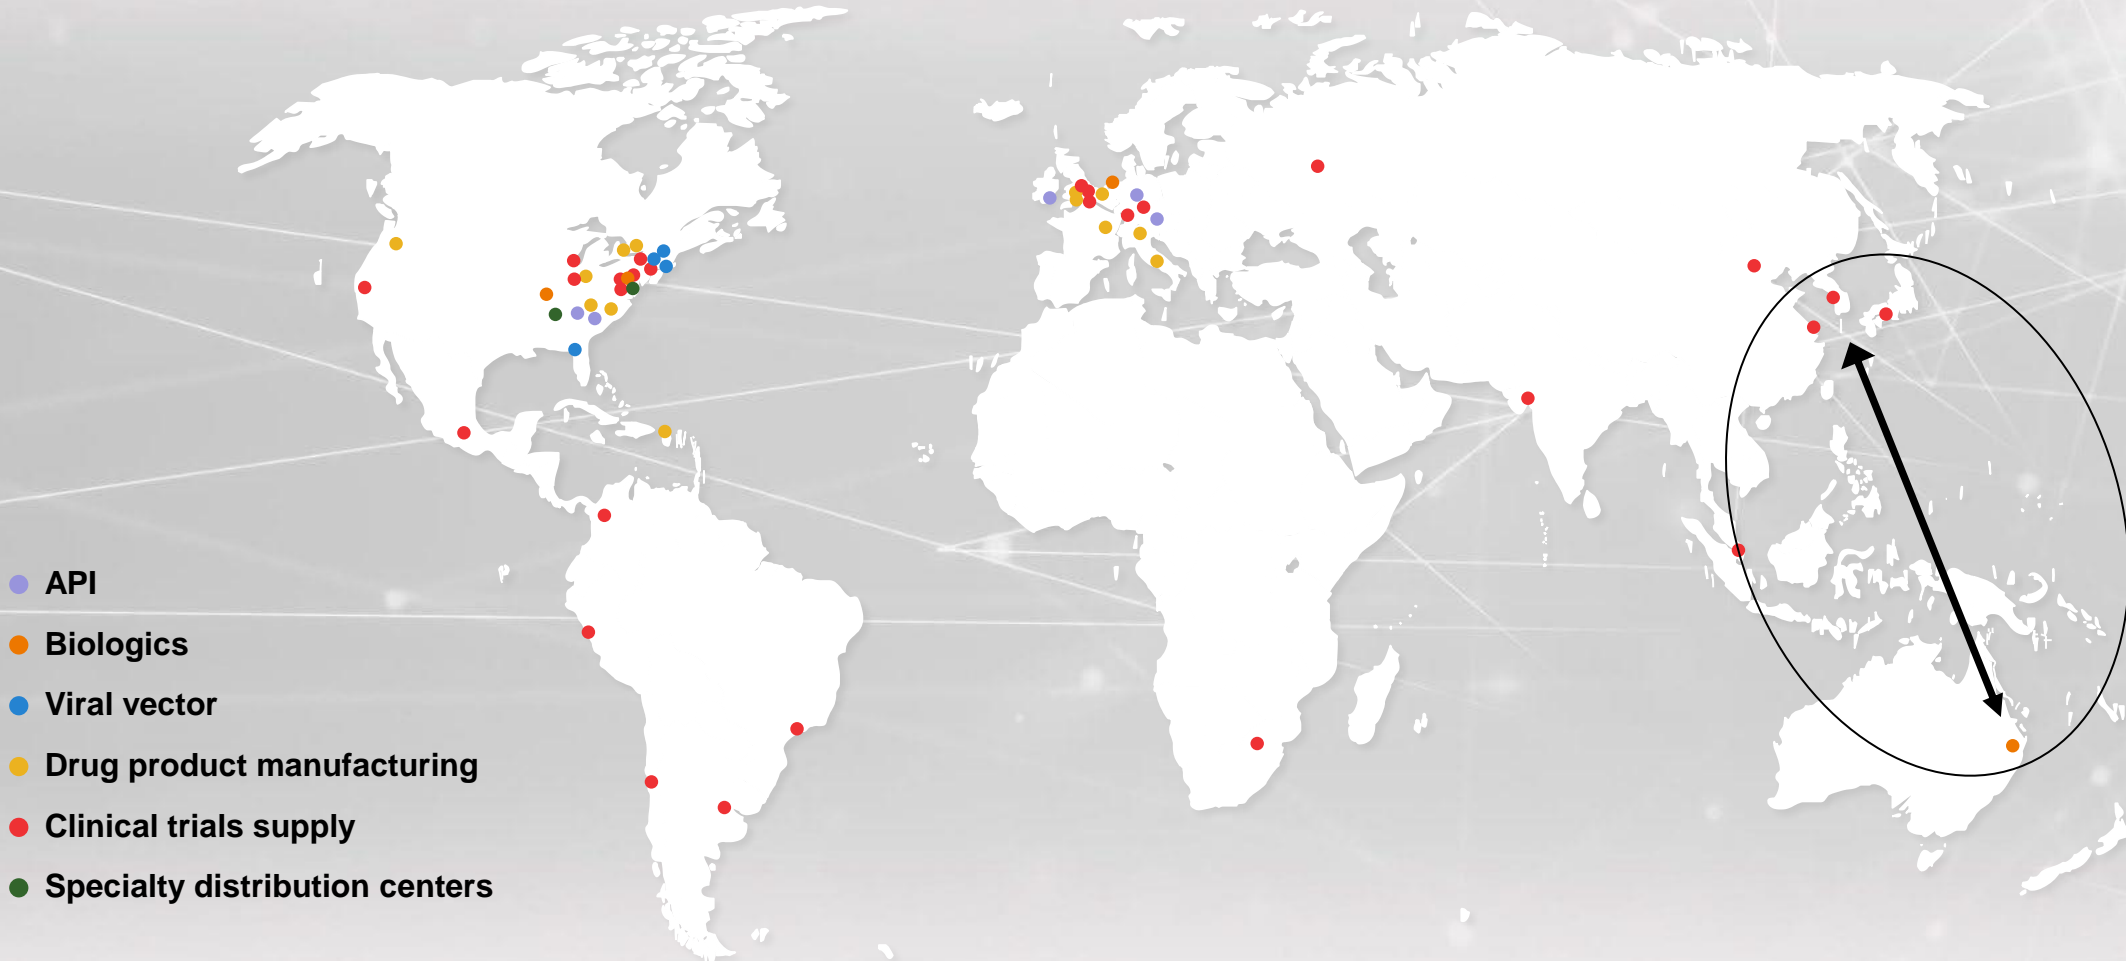 API
Biologics
Viral vector
Drug product manufacturing
Clinical trials supply
Specialty distribution centers